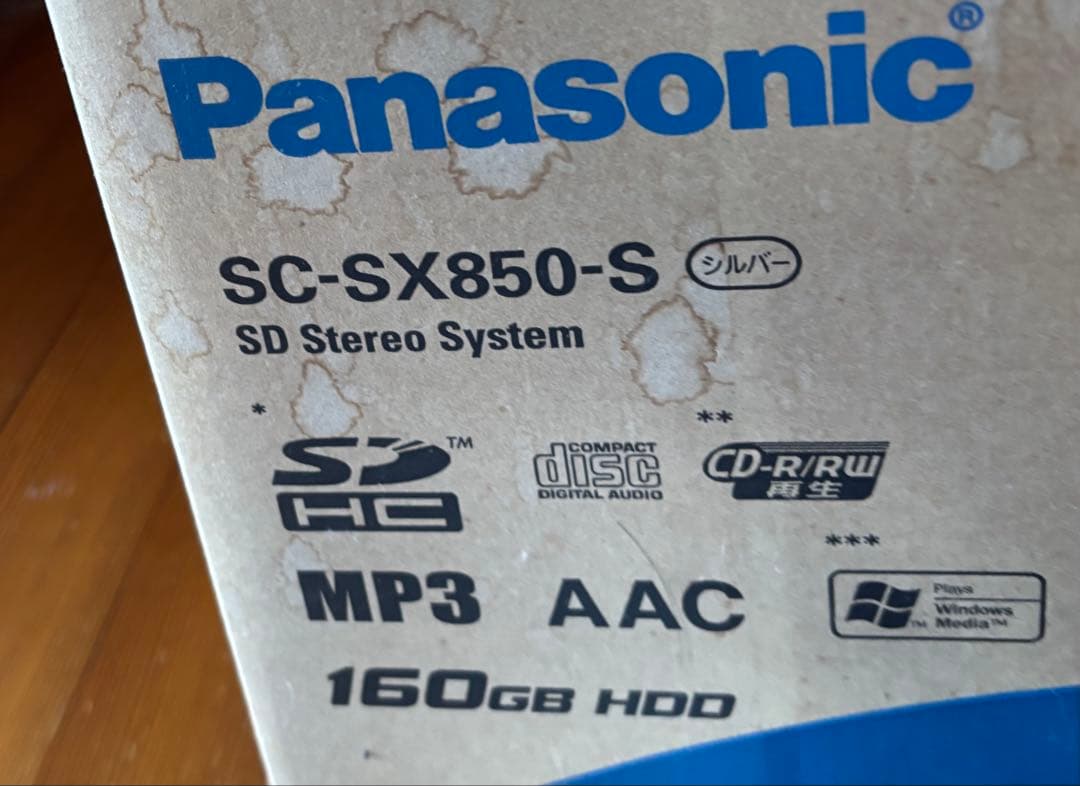 Panasonic®
SC-SX850-S シルバー
SD Stereo System
* **
SD™ HC COMPACT disc DIGITAL AUDIO CD-R/RW 再生
***
MP3 AAC Plays Windows Media™
160GB HDD